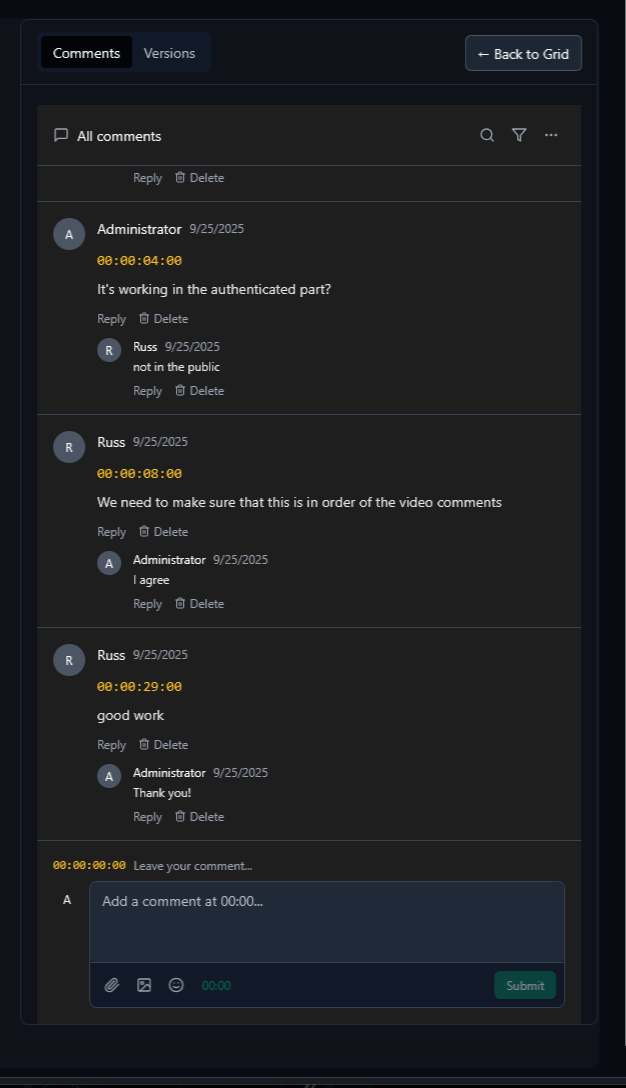 Comments Versions ← Back to Grid
All comments
Reply Delete
A Administrator 9/25/2025
00:00:04:00
It's working in the authenticated part?
Reply Delete
R Russ 9/25/2025
not in the public
Reply Delete
R Russ 9/25/2025
00:00:08:00
We need to make sure that this is in order of the video comments
Reply Delete
A Administrator 9/25/2025
I agree
Reply Delete
R Russ 9/25/2025
00:00:29:00
good work
Reply Delete
A Administrator 9/25/2025
Thank you!
Reply Delete
00:00:00:00 Leave your comment...
A Add a comment at 00:00...
00:00 Submit